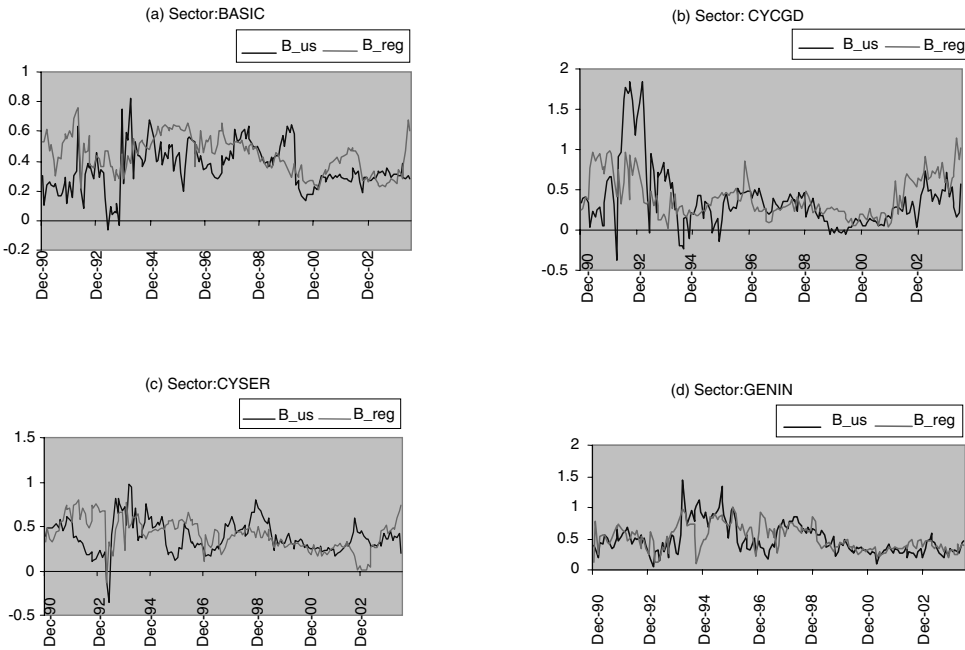 (a) Sector:BASIC
B_us B_reg
1
0.8
0.6
0.4
0.2
0
-0.2
Dec-90
Dec-92
Dec-94
Dec-96
Dec-98
Dec-00
Dec-02
(b) Sector: CYCGD
B_us B_reg
2
1.5
1
0.5
0
-0.5
Dec-90
Dec-92
Dec-94
Dec-96
Dec-98
Dec-00
Dec-02
(c) Sector:CYSER
B_us B_reg
1.5
1
0.5
0
-0.5
Dec-90
Dec-92
Dec-94
Dec-96
Dec-98
Dec-00
Dec-02
(d) Sector:GENIN
B_us B_reg
2
1.5
1
0.5
0
Dec-90
Dec-92
Dec-94
Dec-96
Dec-98
Dec-00
Dec-02